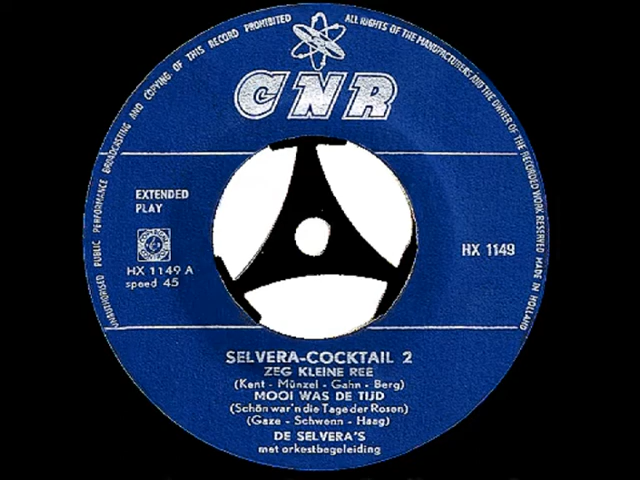 UNAUTHORISED PUBLIC PERFORMANCE BROADCASTING AND COPYING OF THIS RECORD PROHIBITED ALL RIGHTS OF THE MANUFACTURERS AND THE OWNER OF THE RECORDED WORK RESERVED MADE IN HOLLAND
CNR
EXTENDED
PLAY
HX 1149 A
speed 45
HX 1149
SELVERA-COCKTAIL 2
ZEG KLEINE REE
(Kent - Münzel - Gahn - Berg)
MOOI WAS DE TIJD
(Schön war'n die Tage der Rosen)
(Gaze - Schwenn - Haag)
DE SELVERA'S
met orkestbegeleiding